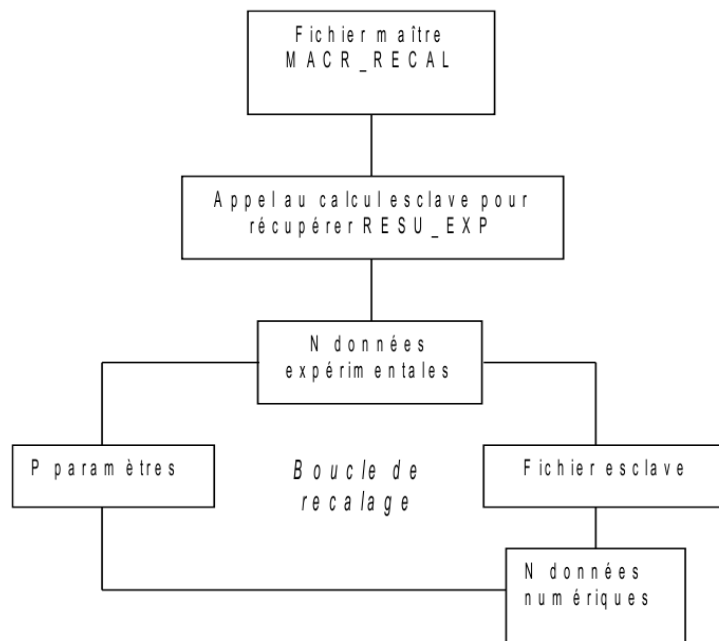 Fichier maître
MACR_RECAL
Appel au calcul esclave pour
récupérer RESU_EXP
N données
expérimentales
P paramètres
Boucle de
recalage
Fichier esclave
N données
numériques